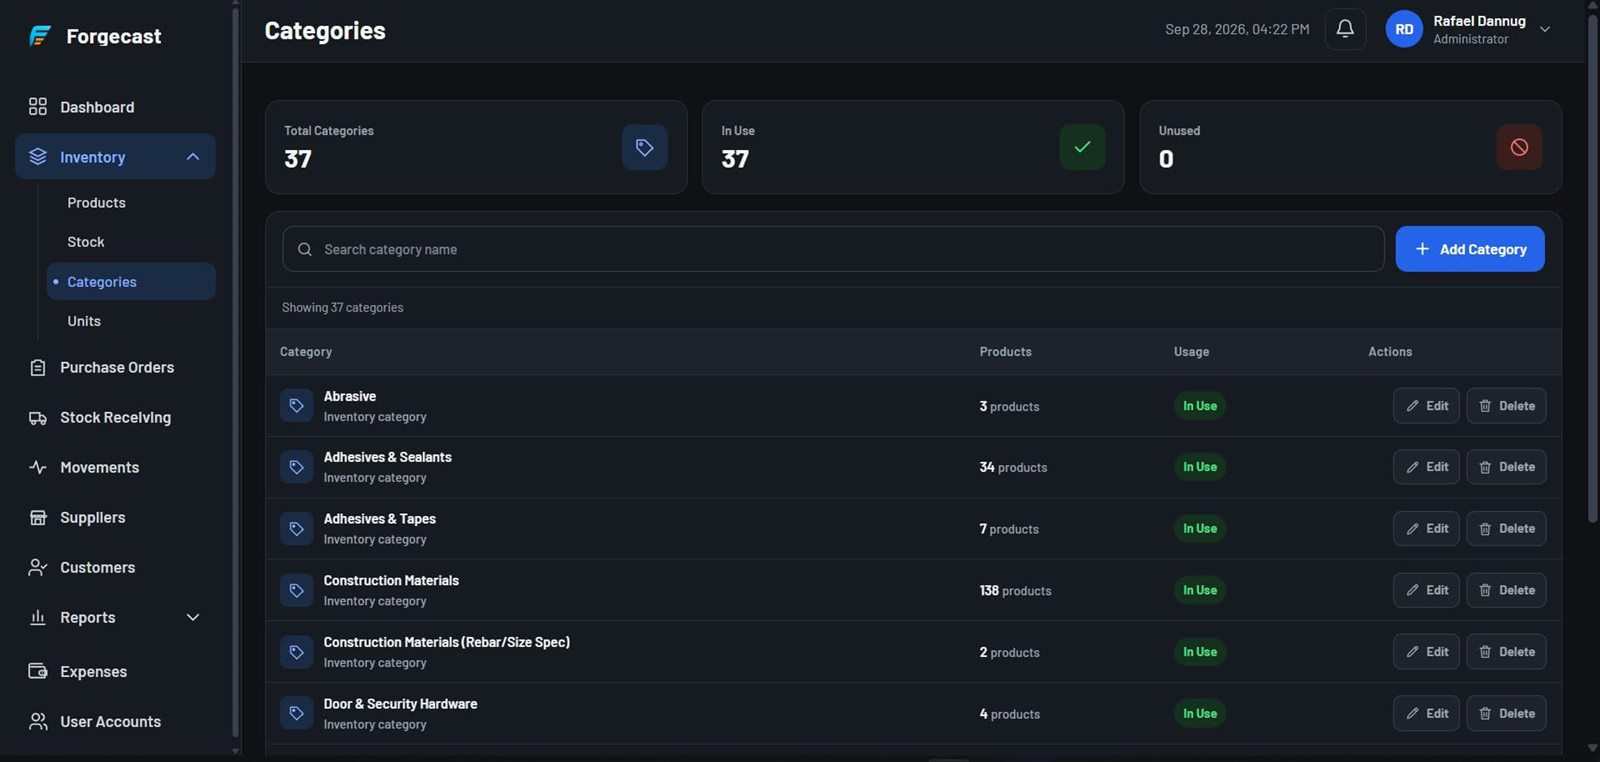 Forgecast
Categories
Sep 28, 2026, 04:22 PM
RD
Rafael Dannug
Administrator
Dashboard
Inventory
Products
Stock
Categories
Units
Purchase Orders
Stock Receiving
Movements
Suppliers
Customers
Reports
Expenses
User Accounts
Total Categories
37
In Use
37
Unused
0
Search category name
Add Category
Showing 37 categories
Category Products Usage Actions
Abrasive
Inventory category
3 products In Use Edit Delete
Adhesives & Sealants
Inventory category
34 products In Use Edit Delete
Adhesives & Tapes
Inventory category
7 products In Use Edit Delete
Construction Materials
Inventory category
138 products In Use Edit Delete
Construction Materials (Rebar/Size Spec)
Inventory category
2 products In Use Edit Delete
Door & Security Hardware
Inventory category
4 products In Use Edit Delete